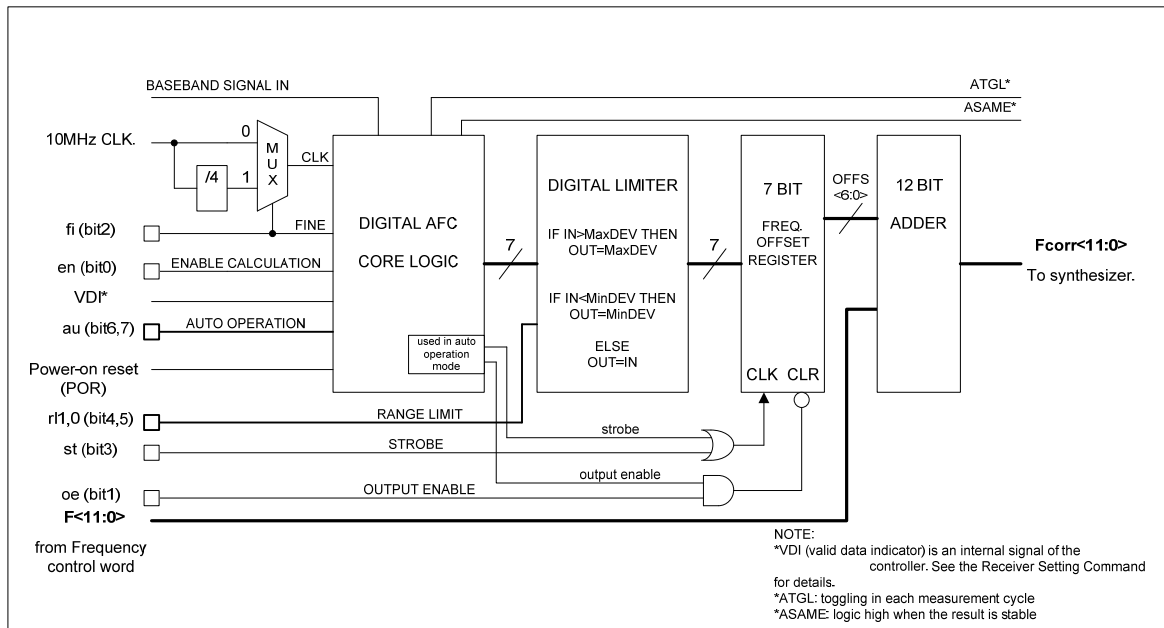 BASEBAND SIGNAL IN
ATGL*
ASAME*
10MHz CLK.
0
1
/4
MUX
CLK
fi (bit2)
FINE
en (bit0)
ENABLE CALCULATION
VDI*
au (bit6,7)
AUTO OPERATION
Power-on reset
(POR)
rl1,0 (bit4,5)
RANGE LIMIT
st (bit3)
STROBE
oe (bit1)
OUTPUT ENABLE
F<11:0>
from Frequency
control word
DIGITAL AFC
CORE LOGIC
used in auto
operation
mode
7
DIGITAL LIMITER
IF IN>MaxDEV THEN
OUT=MaxDEV
IF IN<MinDEV THEN
OUT=MinDEV
ELSE
OUT=IN
7
7 BIT
FREQ.
OFFSET
REGISTER
CLK CLR
strobe
output enable
OFFS
<6:0>
12 BIT
ADDER
Fcorr<11:0>
To synthesizer.
NOTE:
*VDI (valid data indicator) is an internal signal of the
controller. See the Receiver Setting Command
for details.
*ATGL: toggling in each measurement cycle
*ASAME: logic high when the result is stable